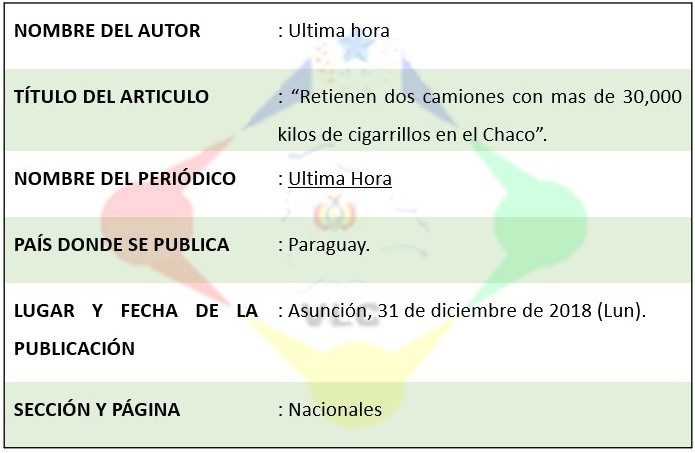 NOMBRE DEL AUTOR : Ultima hora
TÍTULO DEL ARTICULO : “Retienen dos camiones con mas de 30,000
kilos de cigarrillos en el Chaco”.
NOMBRE DEL PERIÓDICO : Ultima Hora
PAÍS DONDE SE PUBLICA : Paraguay.
LUGAR Y FECHA DE LA : Asunción, 31 de diciembre de 2018 (Lun).
PUBLICACIÓN
VLG
SECCIÓN Y PÁGINA : Nacionales